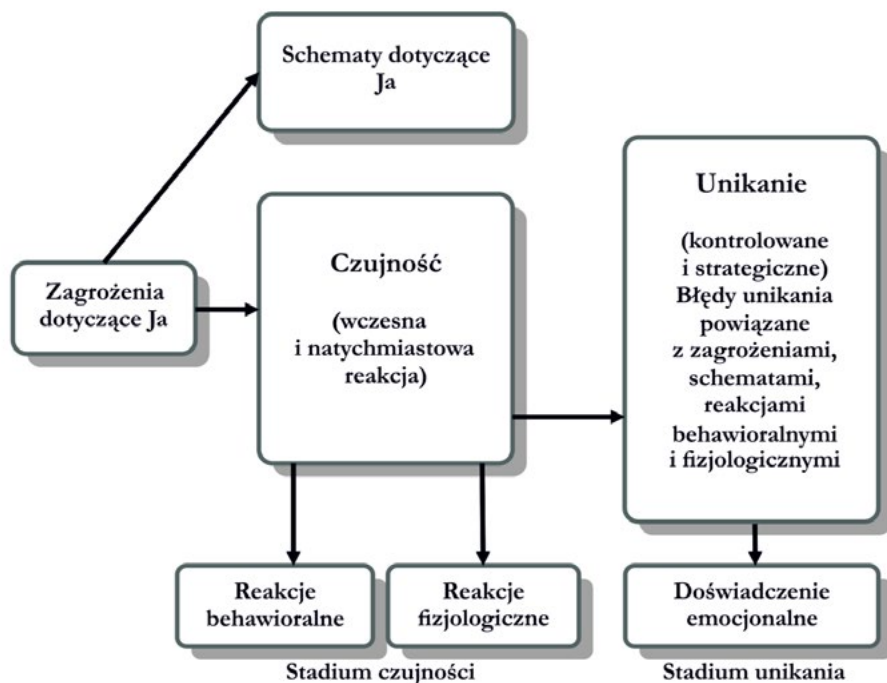 Schematy dotyczące
Ja
Zagrożenia
dotyczące Ja
Czujność
(wczesna
i natychmiastowa
reakcja)
Unikanie
(kontrolowane
i strategiczne)
Błędy unikania
powiązane
z zagrożeniami,
schematami,
reakcjami
behawioralnymi
i fizjologicznymi
Reakcje
behawioralne
Reakcje
fizjologiczne
Doświadczenie
emocjonalne
Stadium czujności
Stadium unikania